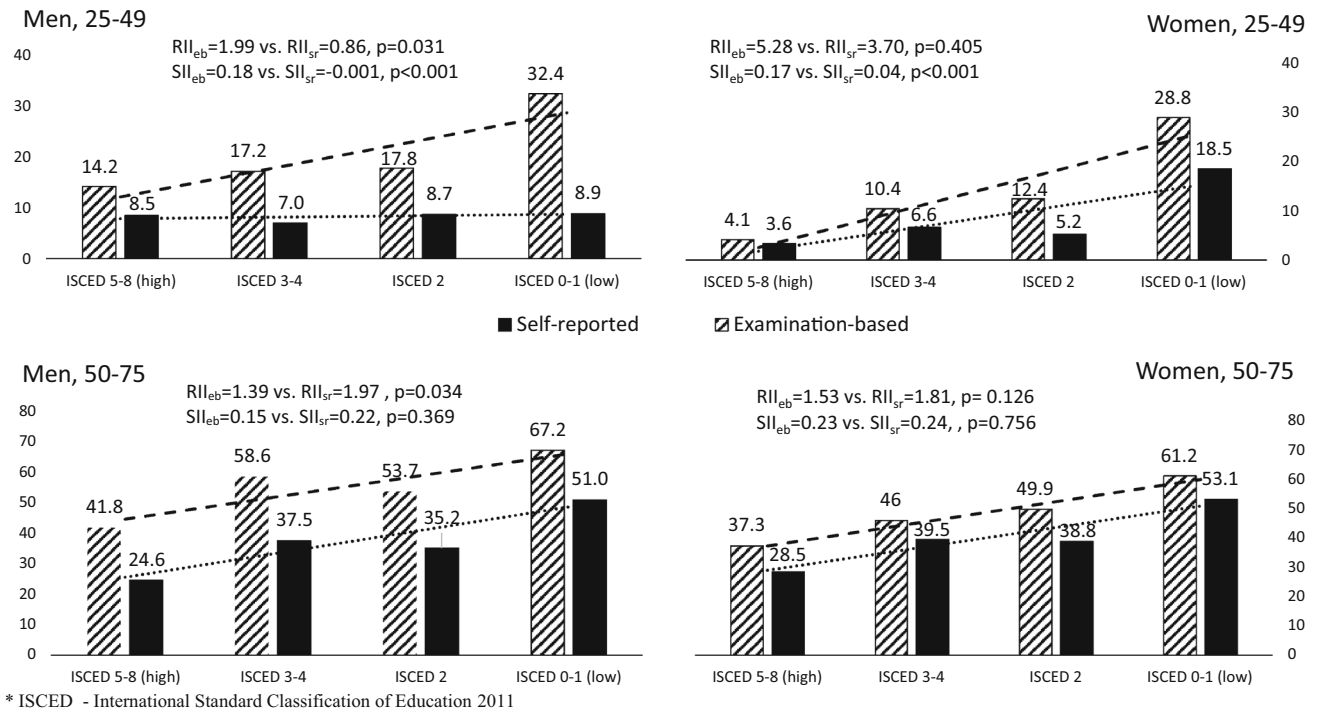 Men, 25-49
RIIeb=1.99 vs. RIIsr=0.86, p=0.031
SIIeb=0.18 vs. SIIsr=-0.001, p<0.001
40
30
20
10
0
14.2
8.5
17.2
7.0
17.8
8.7
32.4
8.9
ISCED 5-8 (high)
ISCED 3-4
ISCED 2
ISCED 0-1 (low)
Women, 25-49
RIIeb=5.28 vs. RIIsr=3.70, p=0.405
SIIeb=0.17 vs. SIIsr=0.04, p<0.001
40
30
20
10
0
4.1
3.6
10.4
6.6
12.4
5.2
28.8
18.5
ISCED 5-8 (high)
ISCED 3-4
ISCED 2
ISCED 0-1 (low)
Self-reported
Examination-based
Men, 50-75
RIIeb=1.39 vs. RIIsr=1.97 , p=0.034
SIIeb=0.15 vs. SIIsr=0.22, p=0.369
80
70
60
50
40
30
20
10
0
41.8
24.6
58.6
37.5
53.7
35.2
67.2
51.0
ISCED 5-8 (high)
ISCED 3-4
ISCED 2
ISCED 0-1 (low)
Women, 50-75
RIIeb=1.53 vs. RIIsr=1.81, p= 0.126
SIIeb=0.23 vs. SIIsr=0.24, , p=0.756
80
70
60
50
40
30
20
10
0
37.3
28.5
46
39.5
49.9
38.8
61.2
53.1
ISCED 5-8 (high)
ISCED 3-4
ISCED 2
ISCED 0-1 (low)
* ISCED - International Standard Classification of Education 2011